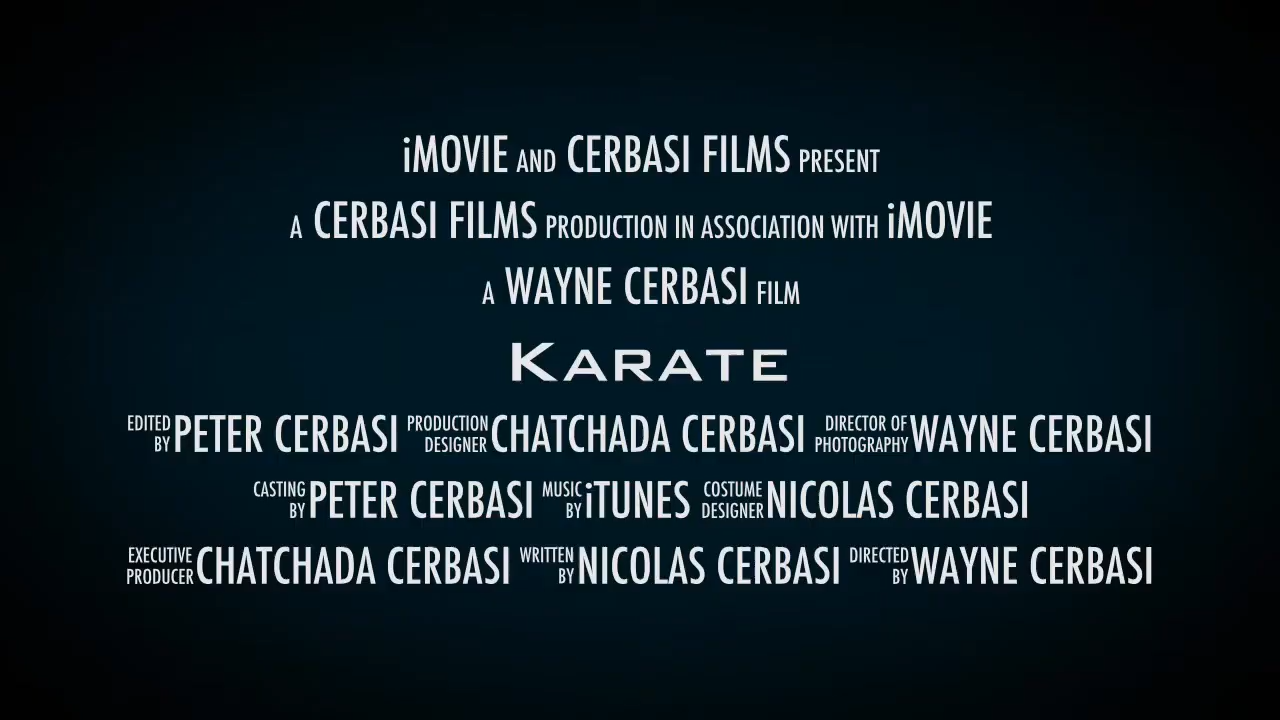 iMOVIE AND CERBASI FILMS PRESENT
A CERBASI FILMS PRODUCTION IN ASSOCIATION WITH iMOVIE
A WAYNE CERBASI FILM
KARATE
EDITED BY PETER CERBASI PRODUCTION DESIGNER CHATCHADA CERBASI DIRECTOR OF PHOTOGRAPHY WAYNE CERBASI
CASTING BY PETER CERBASI MUSIC BY iTUNES COSTUME DESIGNER NICOLAS CERBASI
EXECUTIVE PRODUCER CHATCHADA CERBASI WRITTEN BY NICOLAS CERBASI DIRECTED BY WAYNE CERBASI